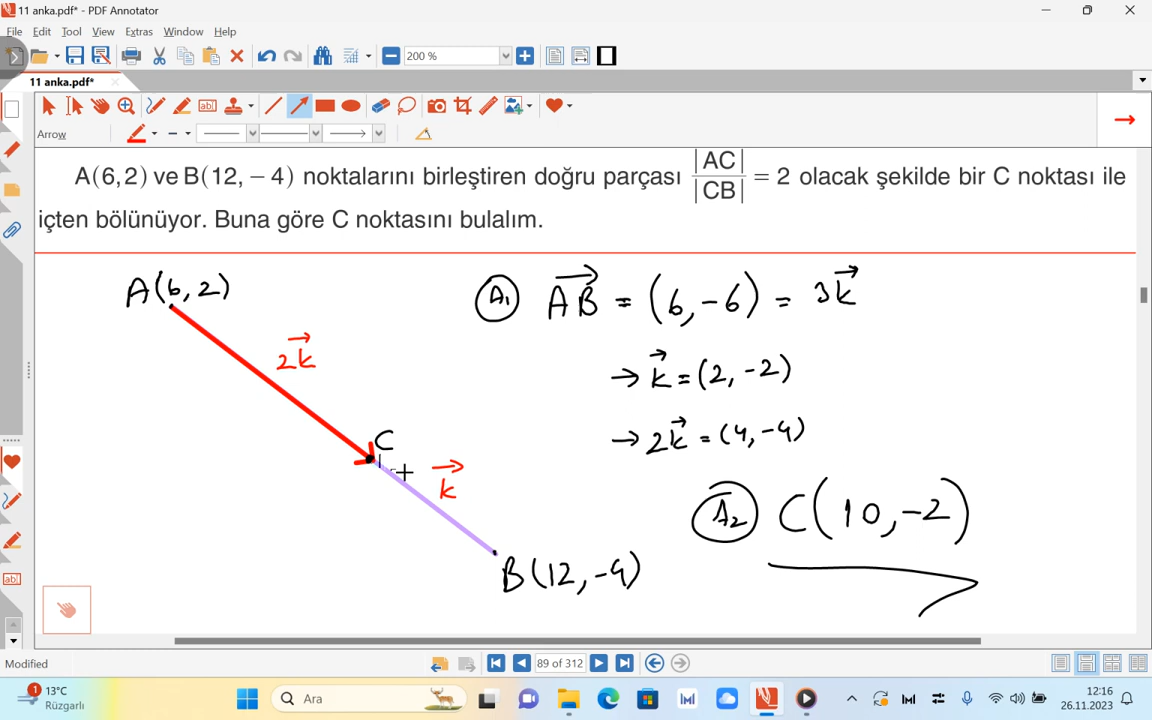 11 anka.pdf* - PDF Annotator
File Edit Tool View Extras Window Help
200 %
11 anka.pdf*
Arrow
A(6,2) ve B(12, – 4) noktalarını birleştiren doğru parçası |AC| / |CB| = 2 olacak şekilde bir C noktası ile
içten bölünüyor. Buna göre C noktasını bulalım.
A(6,2)
A1 AB = (6,-6) = 3k
2k
→ k = (2,-2)
→ 2k = (4,-4)
C
k
A2 C(10,-2)
B(12,-4)
Modified
89 of 312
13°C
Rüzgarlı
Ara
12:16
26.11.2023